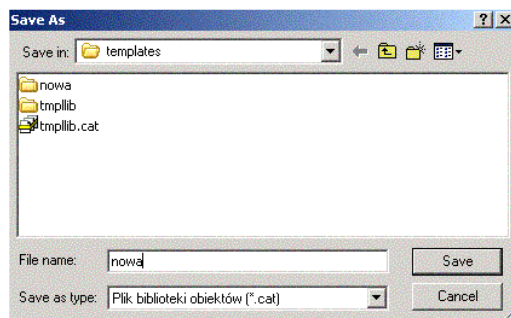 Save As
Save in: templates
nowa
tmpllib
tmpllib.cat
File name: nowa Save
Save as type: Plik biblioteki obiektów (*.cat) Cancel